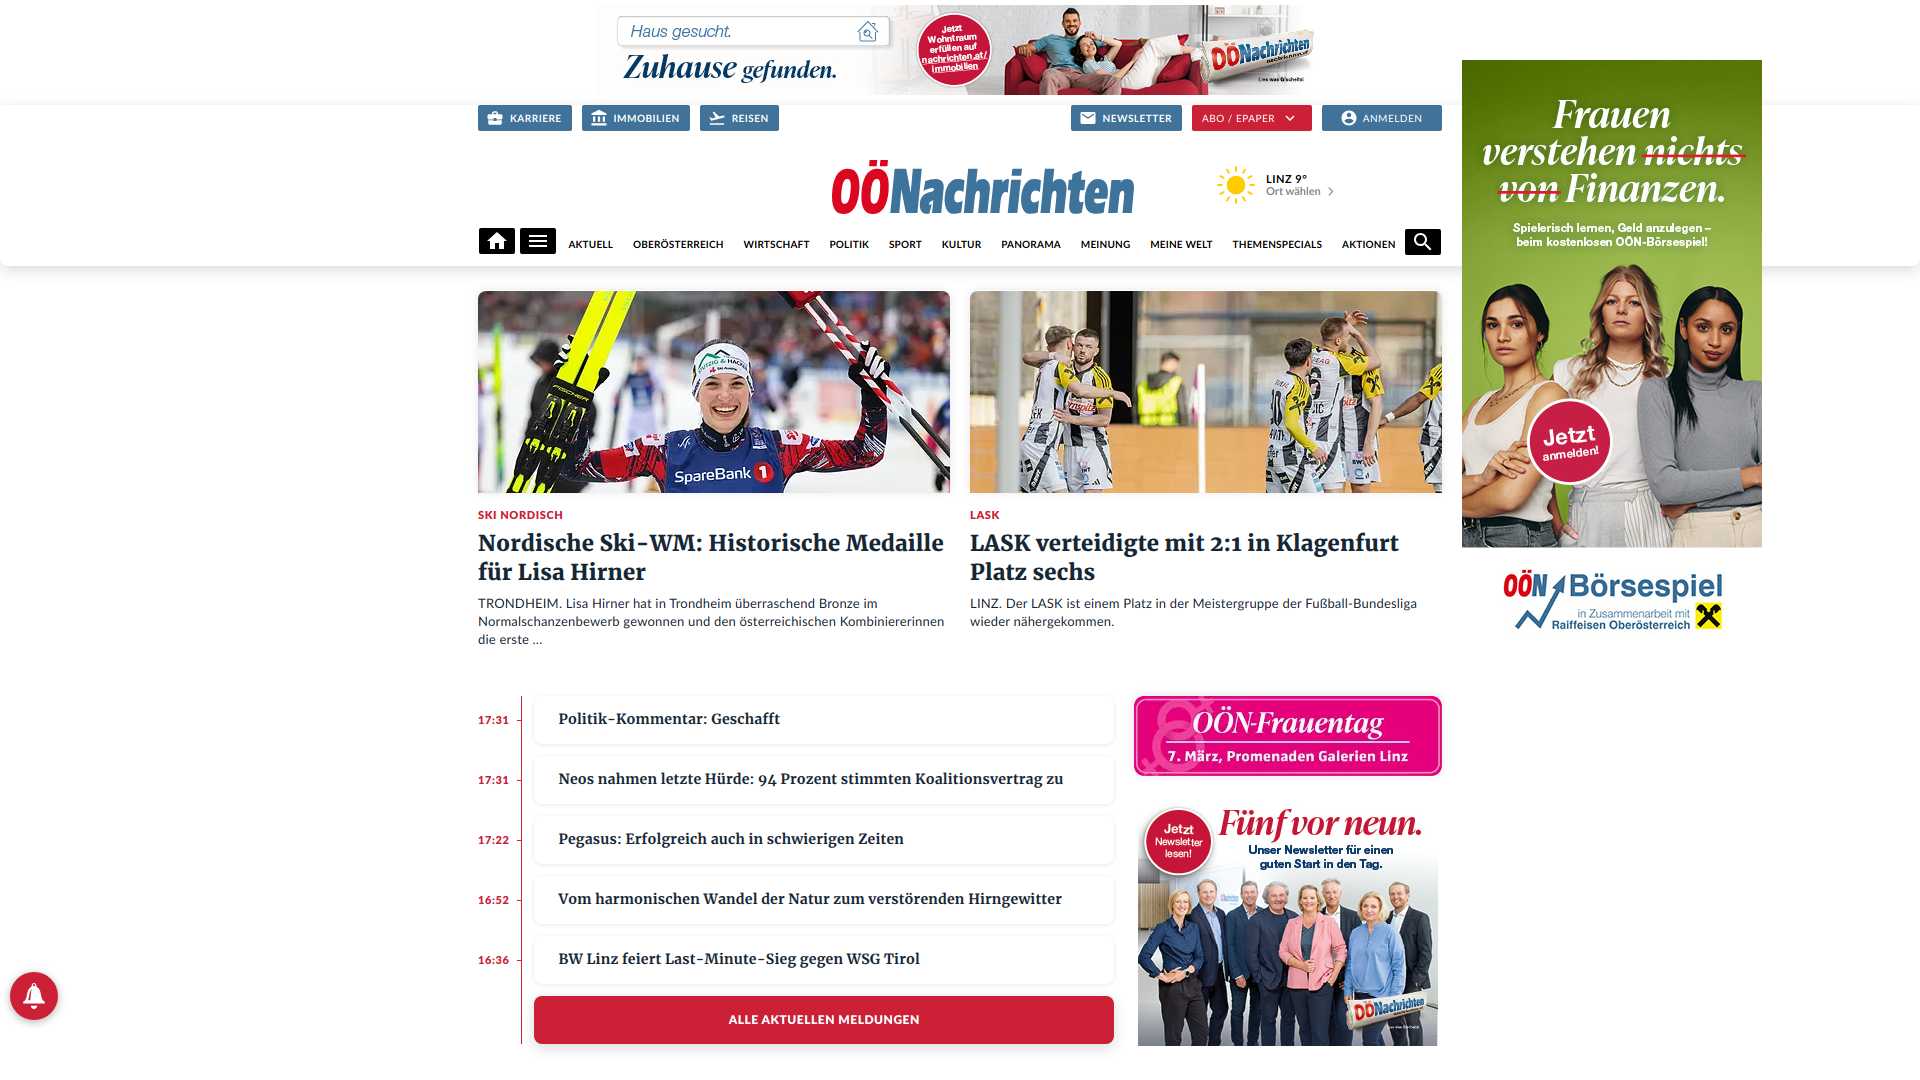 Haus gesucht.
Zuhause gefunden.
Jetzt
Wohntraum
erfüllen auf
nachrichten.at/
immobilien
OÖNachrichten
Lies was G'scheits!
KARRIERE
IMMOBILIEN
REISEN
NEWSLETTER
ABO / EPAPER
ANMELDEN
OÖNachrichten
LINZ 9°
Ort wählen
AKTUELL
OBERÖSTERREICH
WIRTSCHAFT
POLITIK
SPORT
KULTUR
PANORAMA
MEINUNG
MEINE WELT
THEMENSPECIALS
AKTIONEN
Frauen
verstehen nichts
von Finanzen.
Spielerisch lernen, Geld anzulegen –
beim kostenlosen OÖN-Börsespiel!
Jetzt
anmelden!
OÖN Börsespiel
in Zusammenarbeit mit
Raiffeisen Oberösterreich
FISCHER
SpareBank 1
SKI NORDISCH
Nordische Ski-WM: Historische Medaille
für Lisa Hirner
TRONDHEIM. Lisa Hirner hat in Trondheim überraschend Bronze im
Normalschanzenbewerb gewonnen und den österreichischen Kombiniererinnen
die erste ...
LASK
LASK verteidigte mit 2:1 in Klagenfurt
Platz sechs
LINZ. Der LASK ist einem Platz in der Meistergruppe der Fußball-Bundesliga
wieder nähergekommen.
17:31
Politik-Kommentar: Geschafft
17:31
Neos nahmen letzte Hürde: 94 Prozent stimmten Koalitionsvertrag zu
17:22
Pegasus: Erfolgreich auch in schwierigen Zeiten
16:52
Vom harmonischen Wandel der Natur zum verstörenden Hirngewitter
16:36
BW Linz feiert Last-Minute-Sieg gegen WSG Tirol
ALLE AKTUELLEN MELDUNGEN
OÖN-Frauentag
7. März, Promenaden Galerien Linz
Jetzt
Newsletter
lesen!
Fünf vor neun.
Unser Newsletter für einen
guten Start in den Tag.
OÖNachrichten